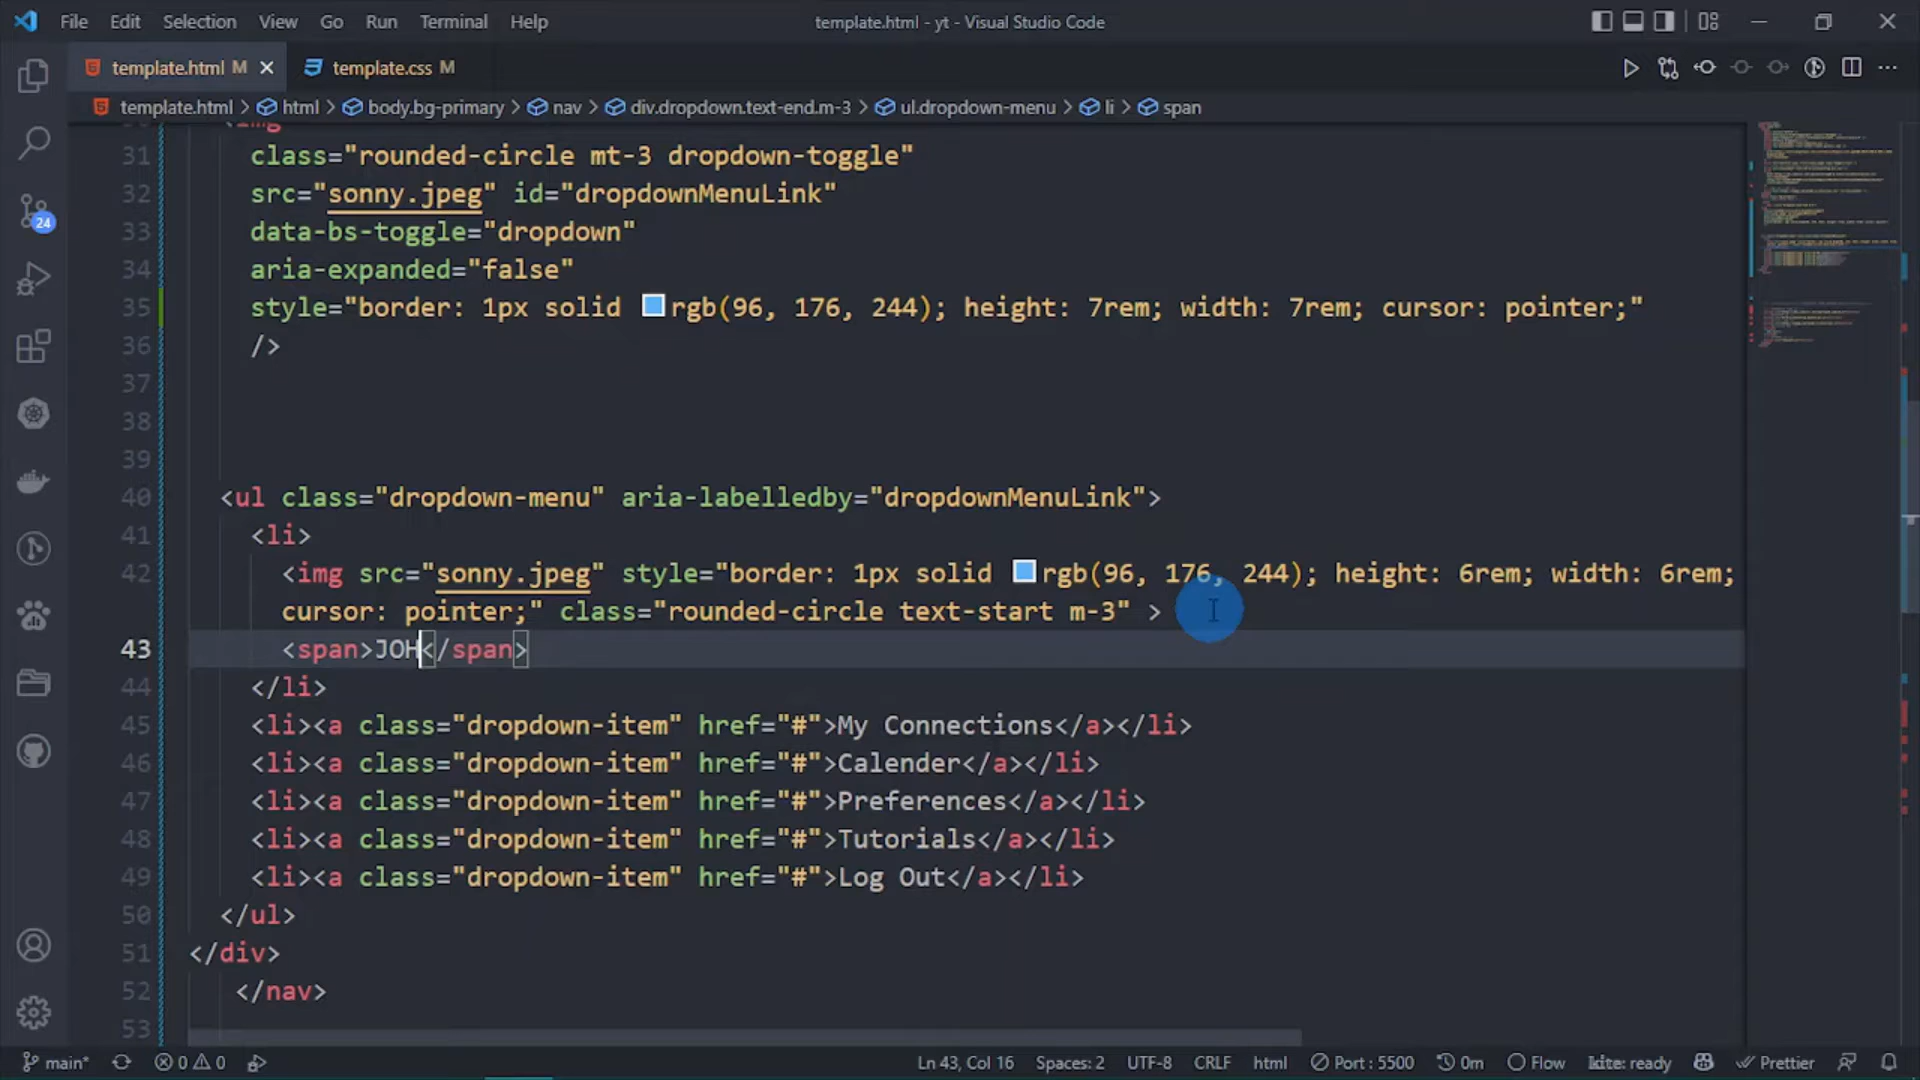 File Edit Selection View Go Run Terminal Help template.html - yt - Visual Studio Code
template.html M template.css M
template.html > html > body.bg-primary > nav > div.dropdown.text-end.m-3 > ul.dropdown-menu > li > span
31 class="rounded-circle mt-3 dropdown-toggle"
32 src="sonny.jpeg" id="dropdownMenuLink"
33 data-bs-toggle="dropdown"
34 aria-expanded="false"
35 style="border: 1px solid rgb(96, 176, 244); height: 7rem; width: 7rem; cursor: pointer;"
36 />
37
38
39
40 <ul class="dropdown-menu" aria-labelledby="dropdownMenuLink">
41 <li>
42 <img src="sonny.jpeg" style="border: 1px solid rgb(96, 176, 244); height: 6rem; width: 6rem;
cursor: pointer;" class="rounded-circle text-start m-3" >
43 <span>JOH</span>
44 </li>
45 <li><a class="dropdown-item" href="#">My Connections</a></li>
46 <li><a class="dropdown-item" href="#">Calender</a></li>
47 <li><a class="dropdown-item" href="#">Preferences</a></li>
48 <li><a class="dropdown-item" href="#">Tutorials</a></li>
49 <li><a class="dropdown-item" href="#">Log Out</a></li>
50 </ul>
51 </div>
52 </nav>
53
24
main* 0 0 Ln 43, Col 16 Spaces: 2 UTF-8 CRLF html Port : 5500 0m Flow kite: ready Prettier